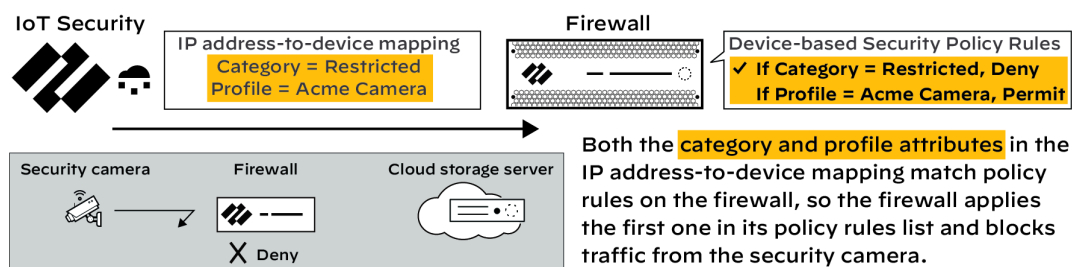 IoT Security
Firewall
IP address-to-device mapping
Category = Restricted
Profile = Acme Camera
Device-based Security Policy Rules
✓ If Category = Restricted, Deny
If Profile = Acme Camera, Permit
Security camera
Firewall
Cloud storage server
X Deny
Both the category and profile attributes in the
IP address-to-device mapping match policy
rules on the firewall, so the firewall applies
the first one in its policy rules list and blocks
traffic from the security camera.